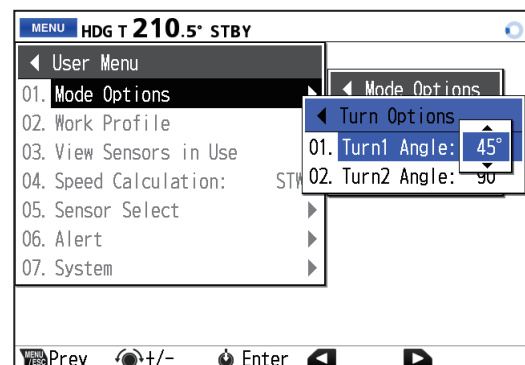 MENU HDG T 210.5° STBY
User Menu
01. Mode Options
02. Work Profile
03. View Sensors in Use
04. Speed Calculation: STW
05. Sensor Select
06. Alert
07. System
Mode Options
Turn Options
01. Turn1 Angle: 45°
02. Turn2 Angle: 90°
MENU/ESC Prev +/- Enter